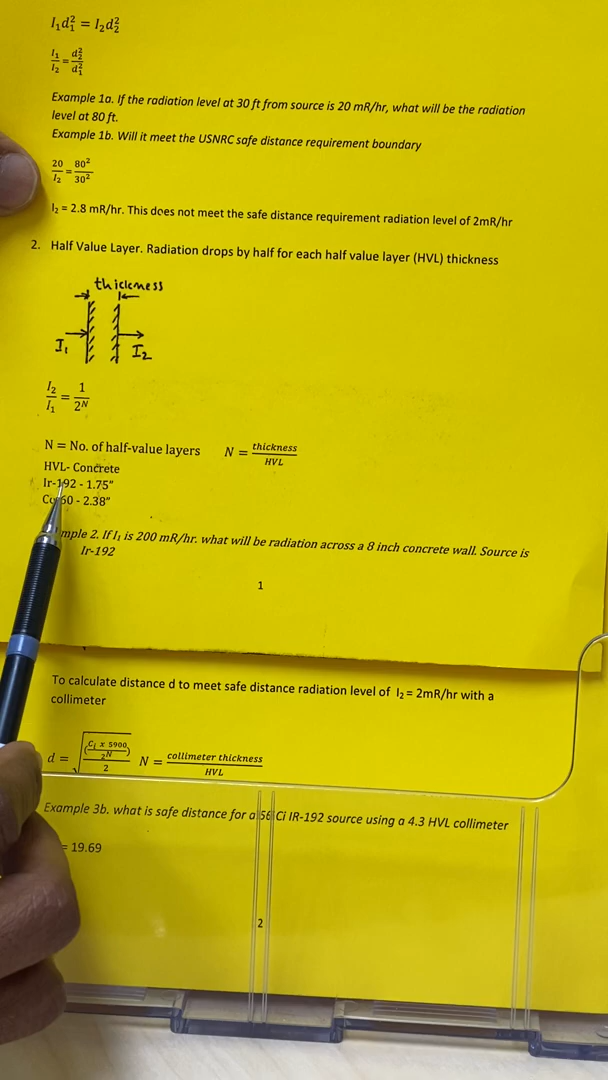 I₁d₁² = I₂d₂²
I₁/I₂ = d₂²/d₁²
Example 1a. If the radiation level at 30 ft from source is 20 mR/hr, what will be the radiation
level at 80 ft.
Example 1b. Will it meet the USNRC safe distance requirement boundary
20/I₂ = 80²/30²
I₂ = 2.8 mR/hr. This does not meet the safe distance requirement radiation level of 2mR/hr
2. Half Value Layer. Radiation drops by half for each half value layer (HVL) thickness
thickness
I₁ I₂
I₂/I₁ = 1/2ᴺ
N = No. of half-value layers N = thickness/HVL
HVL- Concrete
Ir-192 - 1.75"
60 - 2.38"
mple 2. If I₁ is 200 mR/hr. what will be radiation across a 8 inch concrete wall. Source is
Ir-192
1
To calculate distance d to meet safe distance radiation level of I₂ = 2mR/hr with a
collimeter
d = √(((Cᵢ x 5900)/2ᴺ)/2) N = collimeter thickness/HVL
Example 3b. what is safe distance for a 56 Ci IR-192 source using a 4.3 HVL collimeter
= 19.69
2